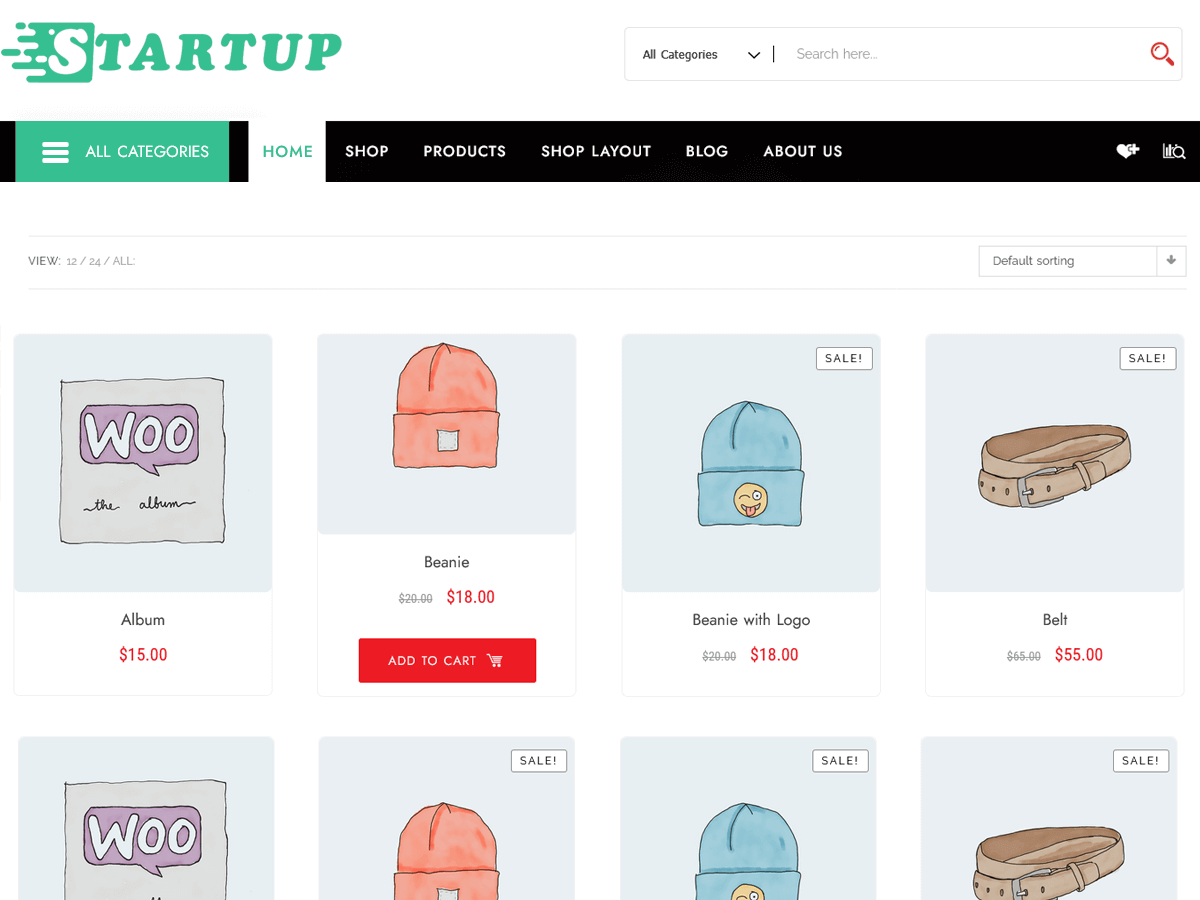 STARTUP
All Categories
Search here...
ALL CATEGORIES
HOME
SHOP
PRODUCTS
SHOP LAYOUT
BLOG
ABOUT US
VIEW: 12 / 24 / ALL:
Default sorting
WOO
the album
Album
$15.00
Beanie
$20.00 $18.00
ADD TO CART
SALE!
Beanie with Logo
$20.00 $18.00
SALE!
Belt
$65.00 $55.00
WOO
SALE!
SALE!
SALE!